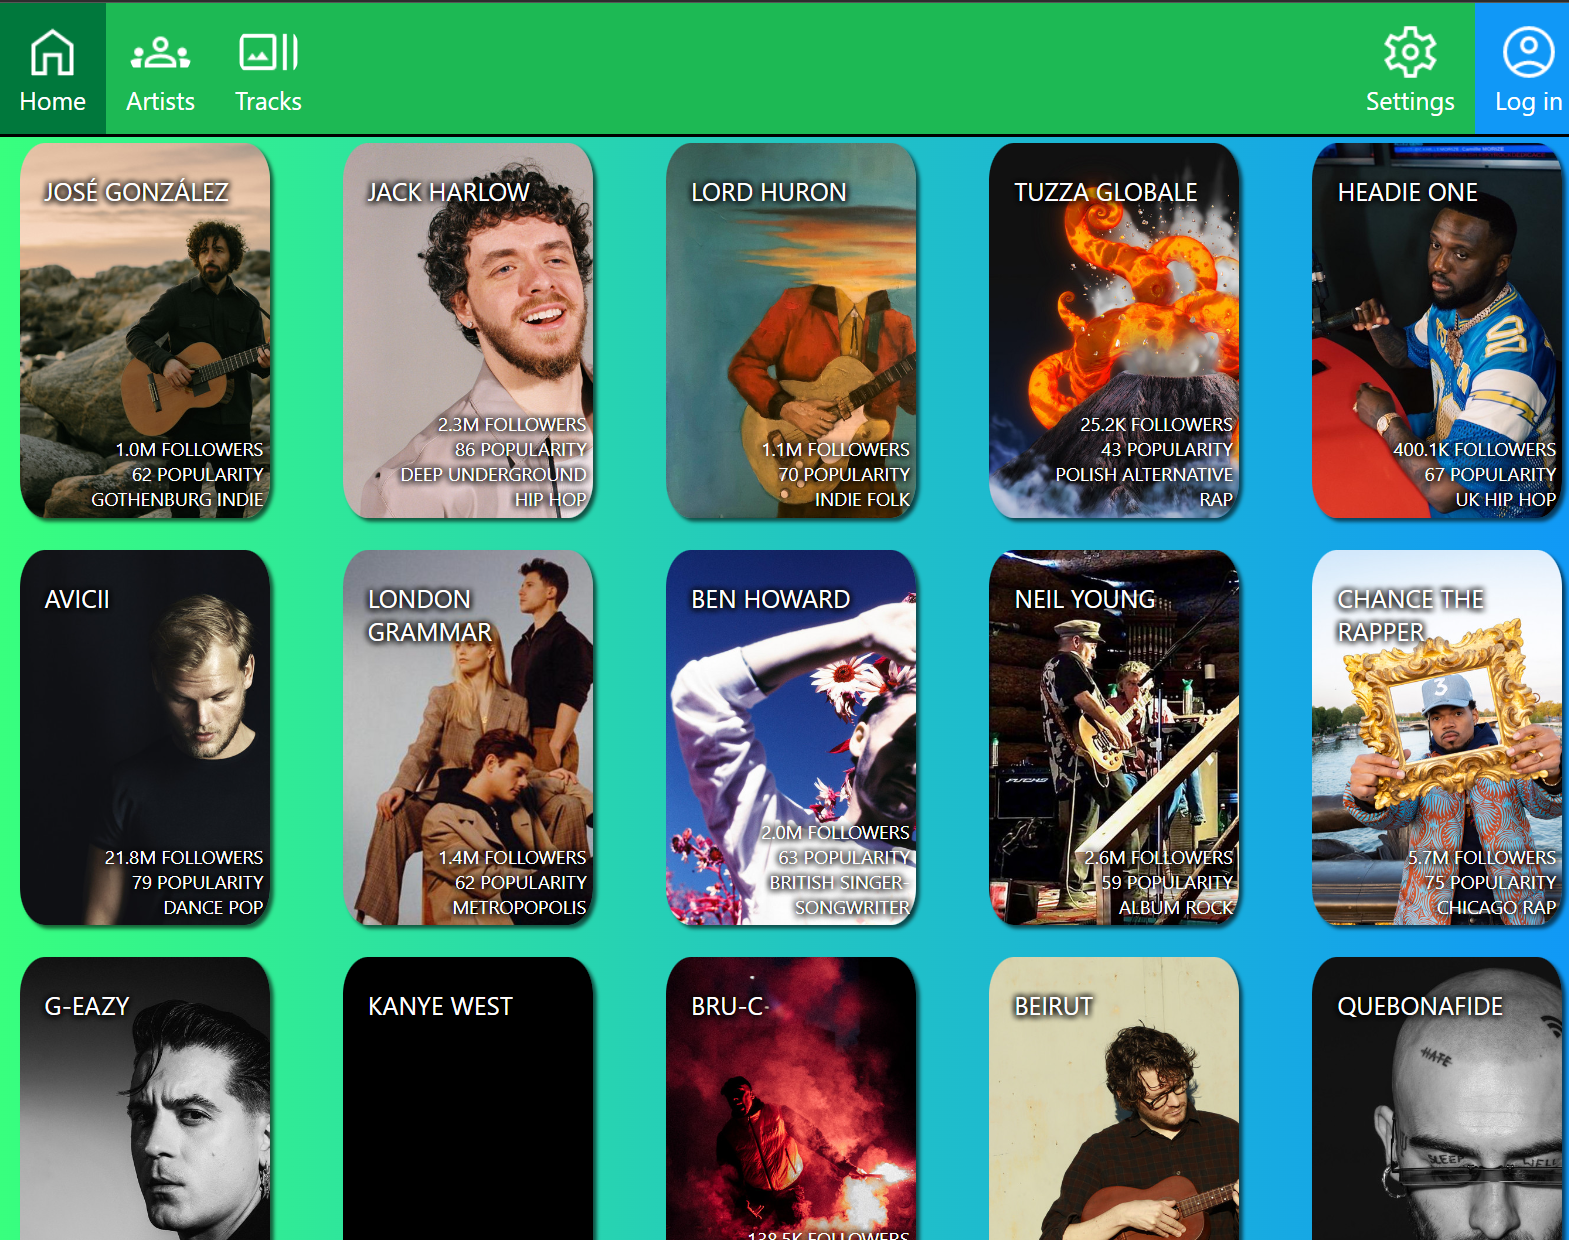 Home
Artists
Tracks
Settings
Log in
JOSÉ GONZÁLEZ
1.0M FOLLOWERS
62 POPULARITY
GOTHENBURG INDIE
JACK HARLOW
2.3M FOLLOWERS
86 POPULARITY
DEEP UNDERGROUND
HIP HOP
LORD HURON
1.1M FOLLOWERS
70 POPULARITY
INDIE FOLK
TUZZA GLOBALE
25.2K FOLLOWERS
43 POPULARITY
POLISH ALTERNATIVE
RAP
HEADIE ONE
400.1K FOLLOWERS
67 POPULARITY
UK HIP HOP
AVICII
21.8M FOLLOWERS
79 POPULARITY
DANCE POP
LONDON
GRAMMAR
1.4M FOLLOWERS
62 POPULARITY
METROPOPOLIS
BEN HOWARD
2.0M FOLLOWERS
63 POPULARITY
BRITISH SINGER-
SONGWRITER
NEIL YOUNG
2.6M FOLLOWERS
59 POPULARITY
ALBUM ROCK
CHANCE THE
RAPPER
3
5.7M FOLLOWERS
75 POPULARITY
CHICAGO RAP
G-EAZY
KANYE WEST
BRU-C
138.5K FOLLOWERS
BEIRUT
QUEBONAFIDE
HATE
SLEEP
WELL